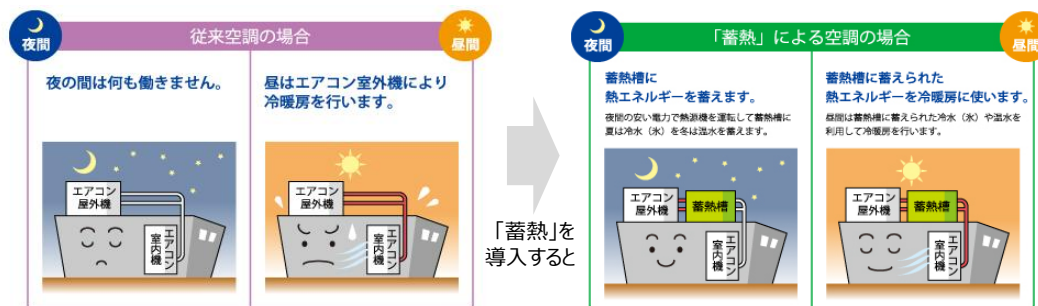 夜間
従来空調の場合
昼間
夜の間は何も働きません。
昼はエアコン室外機により
冷暖房を行います。
エアコン
屋外機
エアコン
室内機
エアコン
屋外機
エアコン
室内機
「蓄熱」を
導入すると
夜間
「蓄熱」による空調の場合
昼間
蓄熱槽に
熱エネルギーを蓄えます。
夜間の安い電力で熱源機を運転して蓄熱槽に
夏は冷水（氷）を冬は温水を蓄えます。
蓄熱槽に蓄えられた
熱エネルギーを冷暖房に使います。
昼間は蓄熱槽に蓄えられた冷水（氷）や温水を
利用して冷暖房を行います。
エアコン
屋外機
蓄熱槽
エアコン
室内機
エアコン
屋外機
蓄熱槽
エアコン
室内機